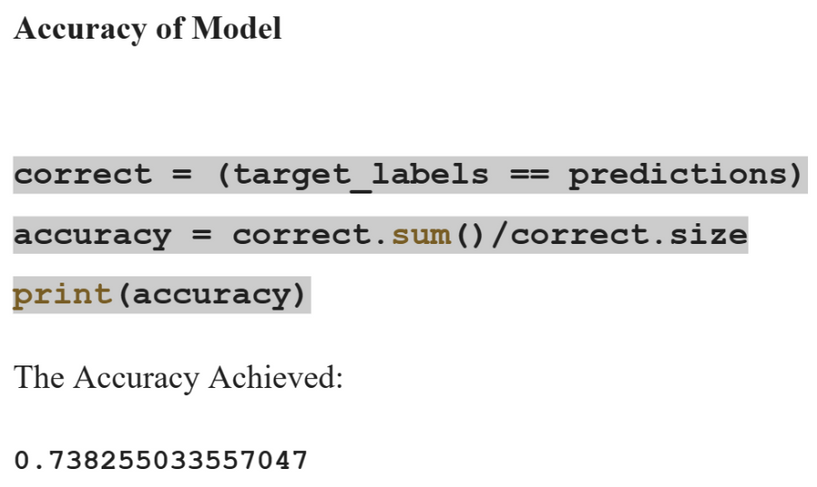 Accuracy of Model
correct = (target_labels == predictions)
accuracy = correct.sum()/correct.size
print(accuracy)
The Accuracy Achieved:
0.738255033557047